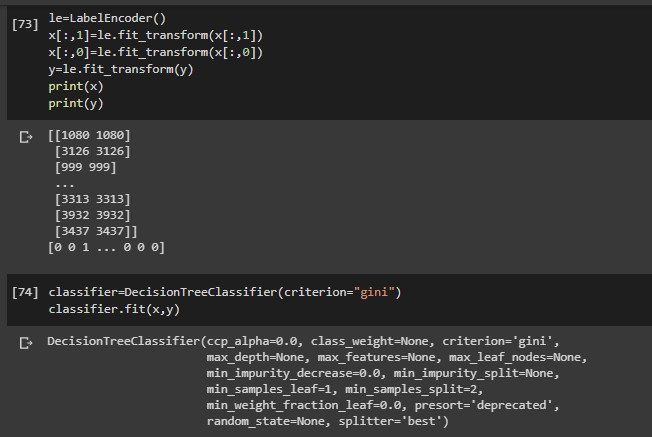 [73] le=LabelEncoder()
x[:,1]=le.fit_transform(x[:,1])
x[:,0]=le.fit_transform(x[:,0])
y=le.fit_transform(y)
print(x)
print(y)
[[1080 1080]
[3126 3126]
[999 999]
...
[3313 3313]
[3932 3932]
[3437 3437]]
[0 0 1 ... 0 0 0]
[74] classifier=DecisionTreeClassifier(criterion="gini")
classifier.fit(x,y)
DecisionTreeClassifier(ccp_alpha=0.0, class_weight=None, criterion='gini',
max_depth=None, max_features=None, max_leaf_nodes=None,
min_impurity_decrease=0.0, min_impurity_split=None,
min_samples_leaf=1, min_samples_split=2,
min_weight_fraction_leaf=0.0, presort='deprecated',
random_state=None, splitter='best')